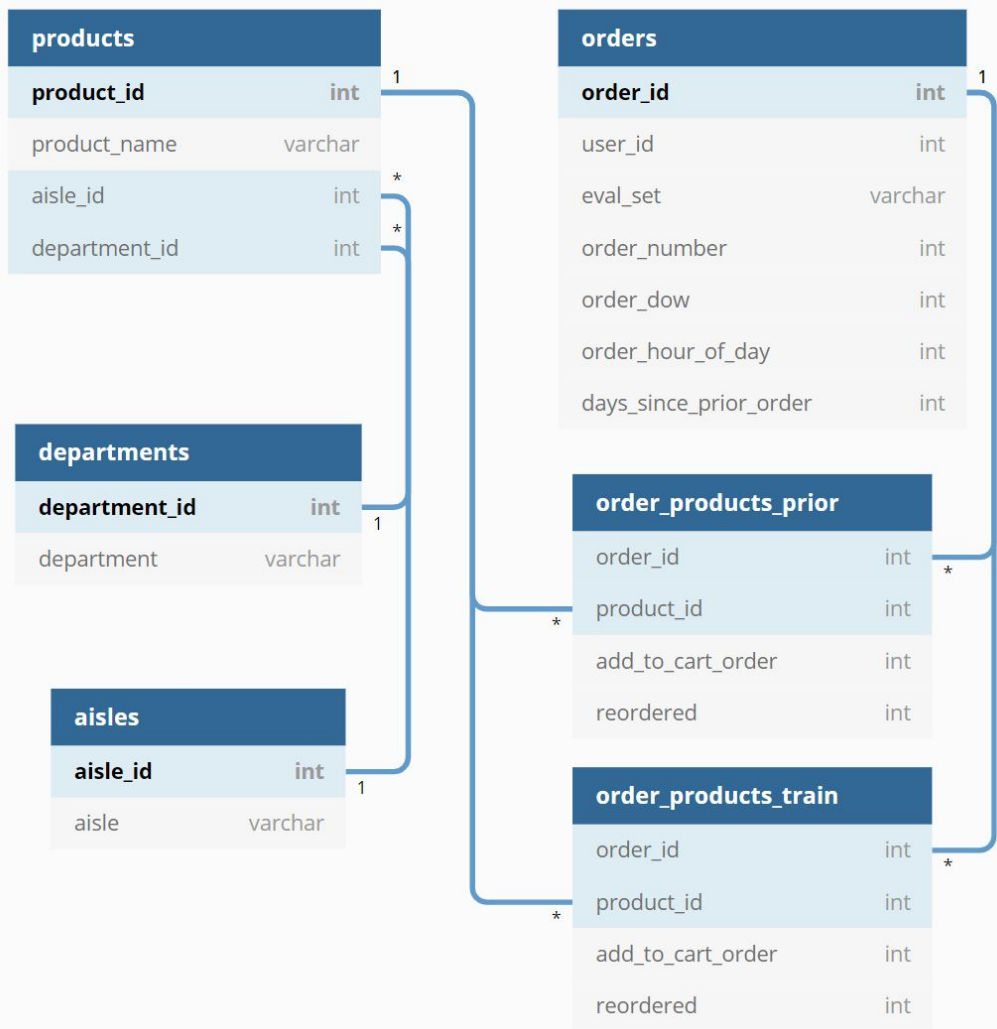 products
product_id int 1
product_name varchar
aisle_id int *
department_id int *
departments
department_id int 1
department varchar
aisles
aisle_id int 1
aisle varchar
orders
order_id int 1
user_id int
eval_set varchar
order_number int
order_dow int
order_hour_of_day int
days_since_prior_order int
order_products_prior
order_id int *
* product_id int
add_to_cart_order int
reordered int
order_products_train
order_id int *
* product_id int
add_to_cart_order int
reordered int